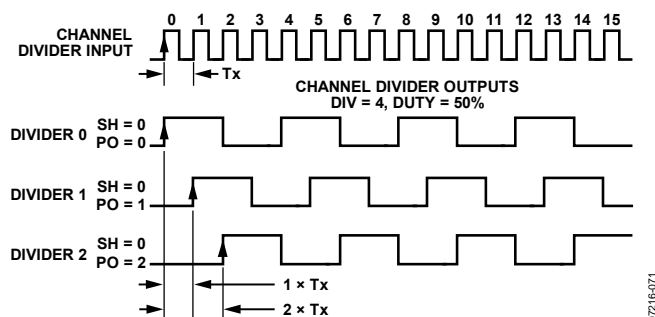 0 1 2 3 4 5 6 7 8 9 10 11 12 13 14 15
CHANNEL
DIVIDER INPUT
Tx
CHANNEL DIVIDER OUTPUTS
DIV = 4, DUTY = 50%
DIVIDER 0
SH = 0
PO = 0
DIVIDER 1
SH = 0
PO = 1
DIVIDER 2
SH = 0
PO = 2
1 × Tx
2 × Tx
07216-071